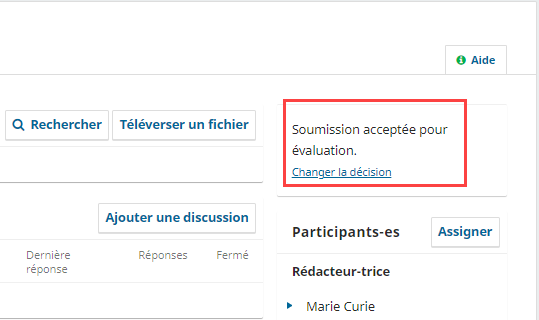 Aide
Rechercher
Téléverser un fichier
Soumission acceptée pour
évaluation.
Changer la décision
Ajouter une discussion
Dernière
réponse
Réponses
Fermé
Participants-es
Assigner
Rédacteur-trice
Marie Curie